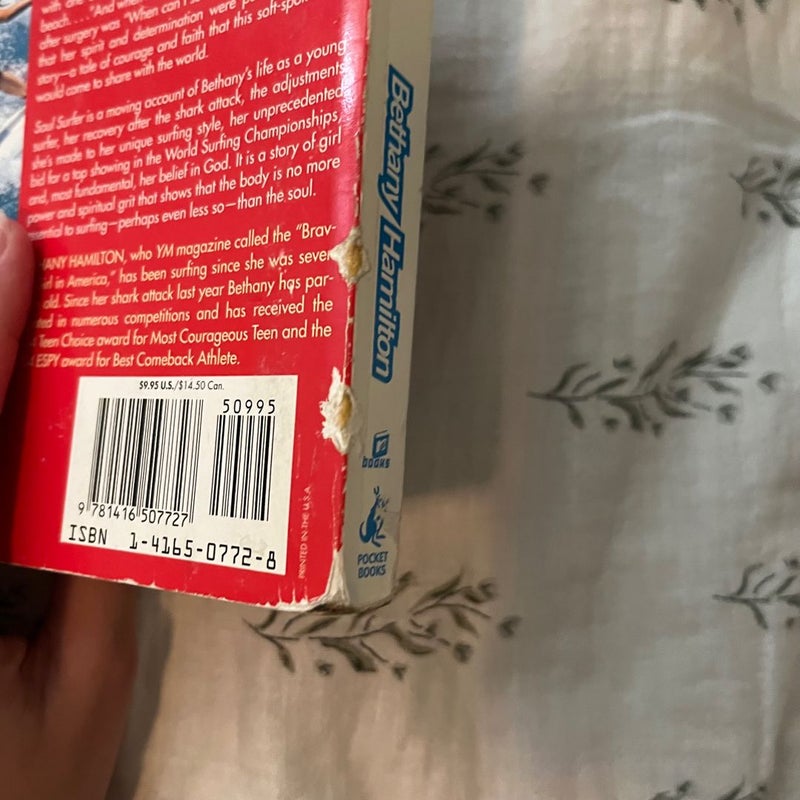 with
beach. . . . "And when
after surgery was "When can I
that her spirit and determination were
story—a tale of courage and faith that this soft-spo
would come to share with the world.
Soul Surfer is a moving account of Bethany's life as a young
surfer, her recovery after the shark attack, the adjustments
she's made to her unique surfing style, her unprecedented
bid for a top showing in the World Surfing Championships,
and, most fundamental, her belief in God. It is a story of girl
power and spiritual grit that shows that the body is no more
ential to surfing—perhaps even less so—than the soul.
ANY HAMILTON, who YM magazine called the "Brav-
irl in America," has been surfing since she was seven
old. Since her shark attack last year Bethany has par-
ted in numerous competitions and has received the
Teen Choice award for Most Courageous Teen and the
ESPY award for Best Comeback Athlete.
$9.95 U.S./$14.50 Can.
50995
9 781416 507727
ISBN 1-4165-0772-8
PRINTED IN THE U.S.A.
Bethany Hamilton
BOOKS
POCKET
BOOKS